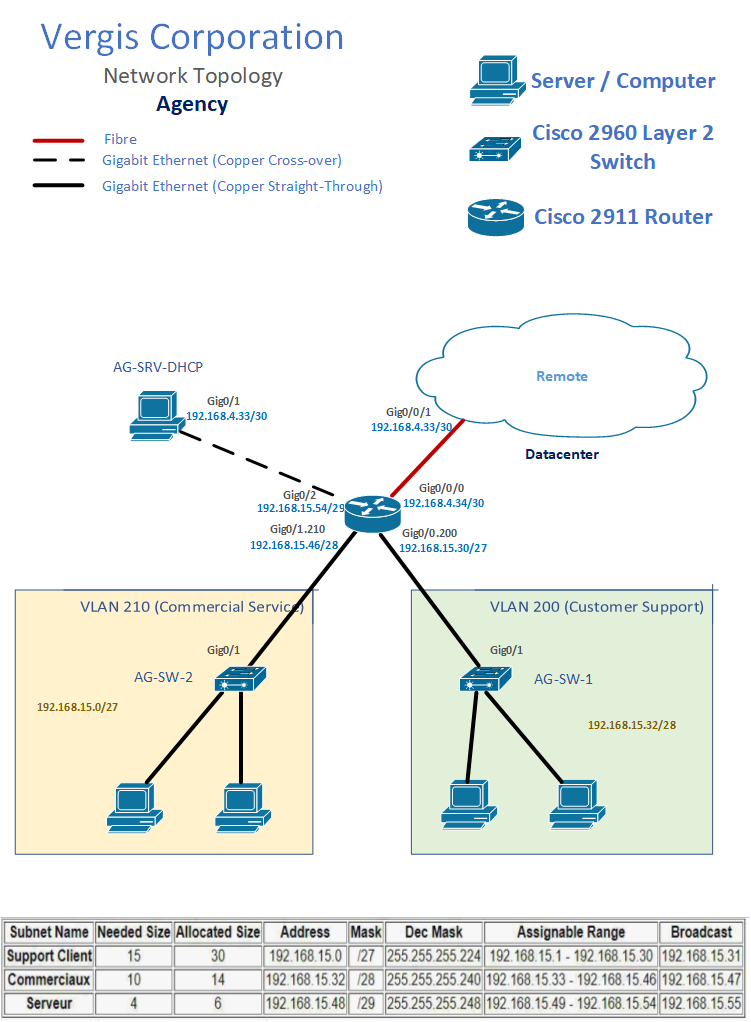 Vergis Corporation
Network Topology
Agency
Fibre
Gigabit Ethernet (Copper Cross-over)
Gigabit Ethernet (Copper Straight-Through)
Server / Computer
Cisco 2960 Layer 2
Switch
Cisco 2911 Router
AG-SRV-DHCP
Gig0/1
192.168.4.33/30
Remote
Gig0/0/1
192.168.4.33/30
Datacenter
Gig0/2
192.168.15.54/29
Gig0/0/0
192.168.4.34/30
Gig0/1.210
192.168.15.46/28
Gig0/0.200
192.168.15.30/27
VLAN 210 (Commercial Service)
Gig0/1
AG-SW-2
192.168.15.0/27
VLAN 200 (Customer Support)
Gig0/1
AG-SW-1
192.168.15.32/28
Subnet Name Needed Size Allocated Size Address Mask Dec Mask Assignable Range Broadcast
Support Client 15 30 192.168.15.0 /27 255.255.255.224 192.168.15.1 - 192.168.15.30 192.168.15.31
Commerciaux 10 14 192.168.15.32 /28 255.255.255.240 192.168.15.33 - 192.168.15.46 192.168.15.47
Serveur 4 6 192.168.15.48 /29 255.255.255.248 192.168.15.49 - 192.168.15.54 192.168.15.55